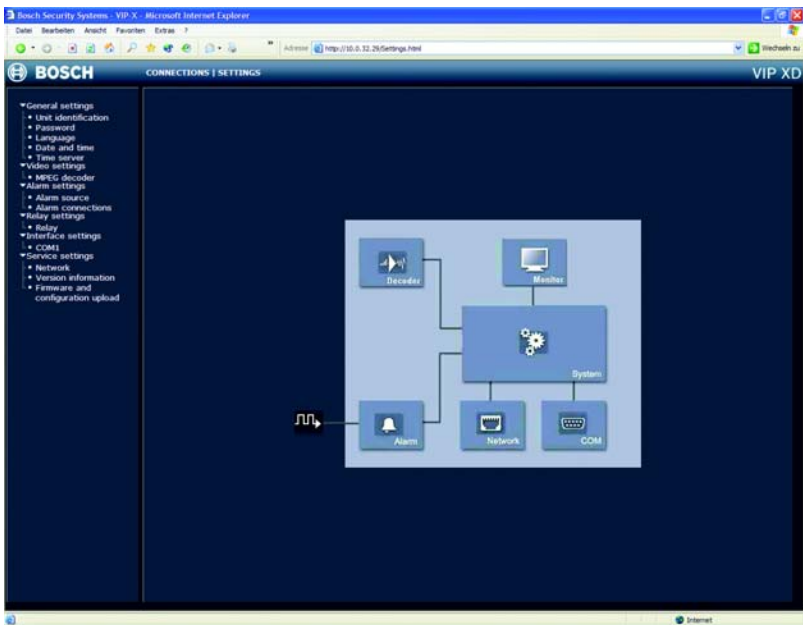 Bosch Security Systems - VIP-X - Microsoft Internet Explorer
Datei Bearbeiten Ansicht Favoriten Extras ?
Adresse http://10.0.32.29/Settings.html Wechseln zu
BOSCH CONNECTIONS | SETTINGS VIP XD
General settings
Unit identification
Password
Language
Date and time
Time server
Video settings
MPEG decoder
Alarm settings
Alarm source
Alarm connections
Relay settings
Relay
Interface settings
COM1
Service settings
Network
Version information
Firmware and
configuration upload
Decoder
Monitor
System
Alarm
Network
COM
Internet